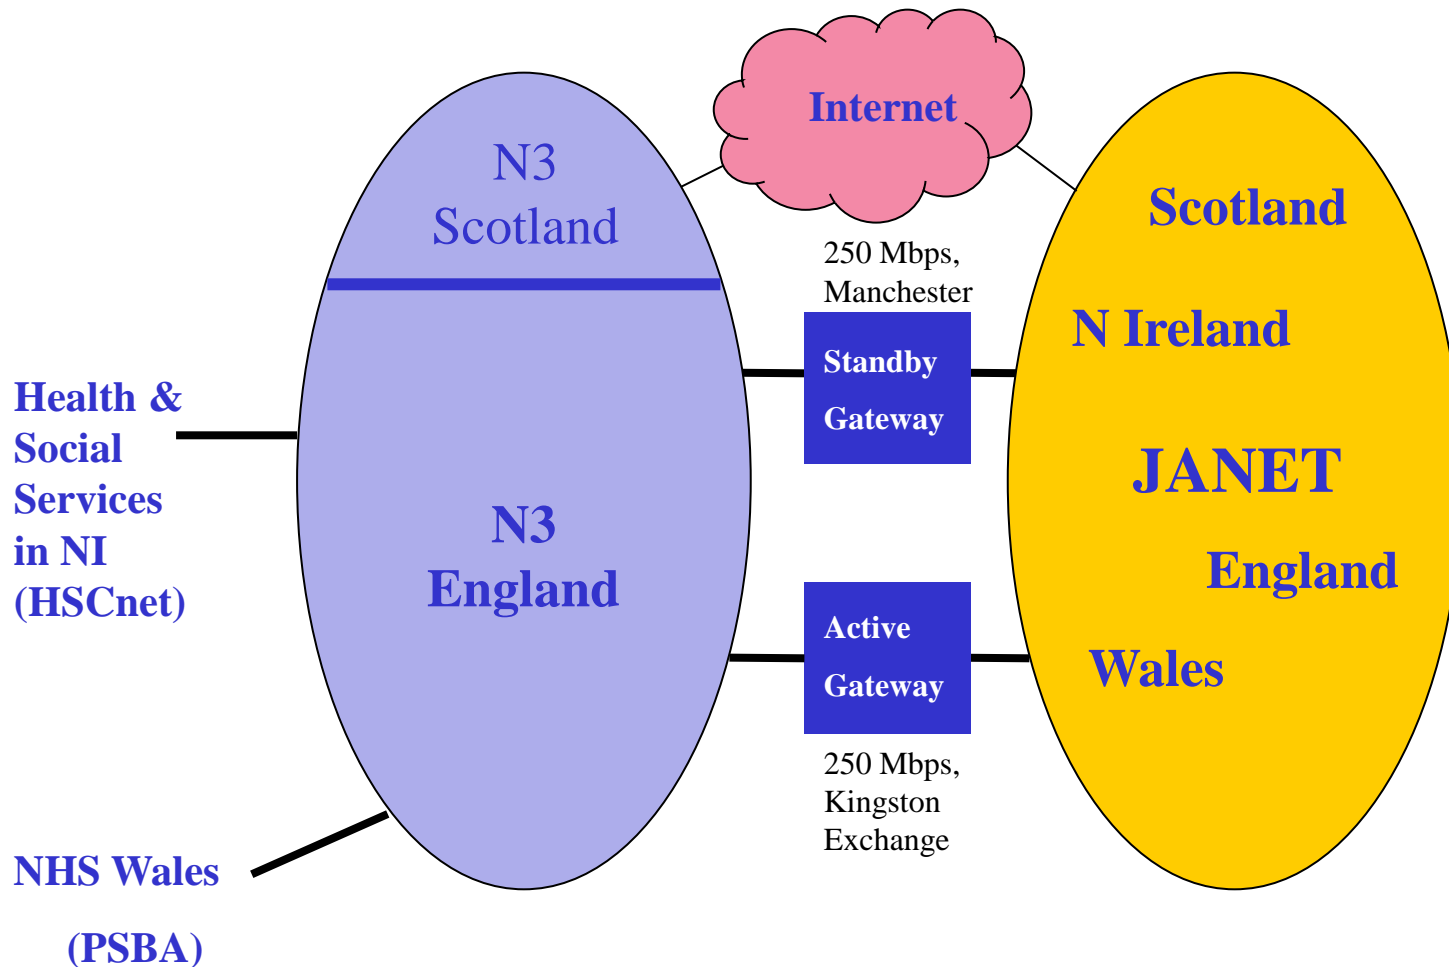 Internet
N3
Scotland
Scotland
250 Mbps,
Manchester
N Ireland
Standby
Gateway
Health &
Social
Services
in NI
(HSCnet)
JANET
N3
England
England
Active
Gateway
Wales
250 Mbps,
Kingston
Exchange
NHS Wales
(PSBA)